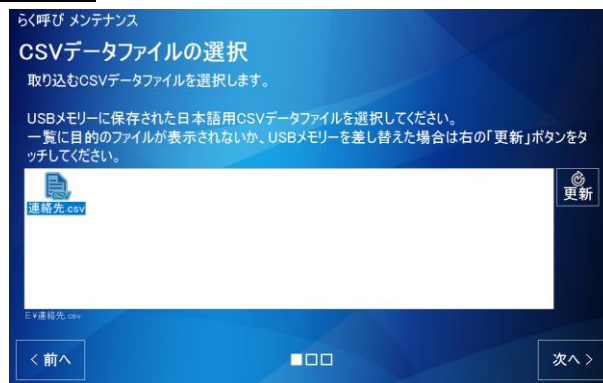 らく呼び メンテナンス
CSVデータファイルの選択
取り込むCSVデータファイルを選択します。
USBメモリーに保存された日本語用CSVデータファイルを選択してください。
一覧に目的のファイルが表示されないか、USBメモリーを差し替えた場合は右の「更新」ボタンをタ
ッチしてください。
CSV
連絡先.csv
更新
E:¥連絡先.csv
< 前へ
次へ >